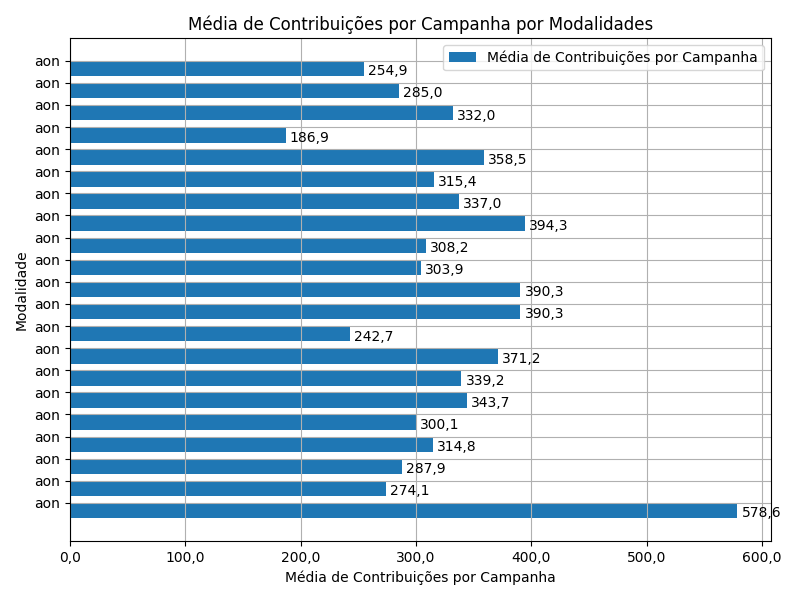 Média de Contribuições por Campanha por Modalidades
Média de Contribuições por Campanha
aon
254,9
aon
285,0
aon
332,0
aon
186,9
aon
358,5
aon
315,4
aon
337,0
aon
394,3
aon
308,2
aon
303,9
aon
390,3
aon
390,3
aon
242,7
aon
371,2
aon
339,2
aon
343,7
aon
300,1
aon
314,8
aon
287,9
aon
274,1
aon
578,6
Modalidade
0,0 100,0 200,0 300,0 400,0 500,0 600,0
Média de Contribuições por Campanha